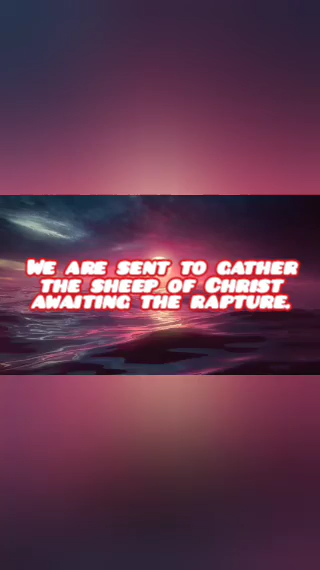 We are sent to gather
the sheep of Christ
awaiting the rapture.